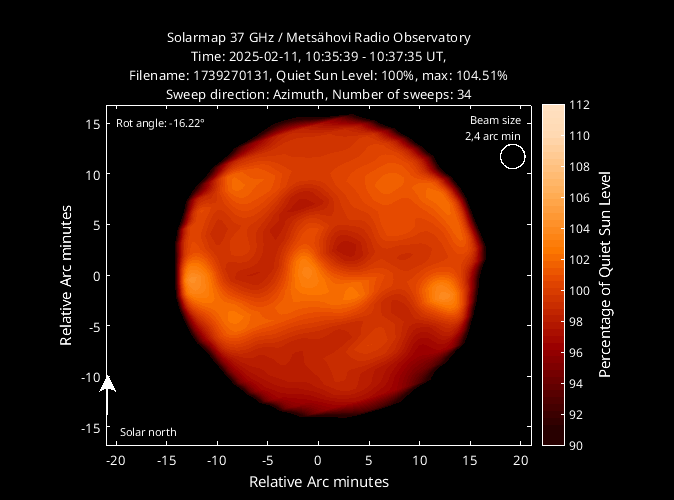 Solarmap 37 GHz / Metsähovi Radio Observatory
Time: 2025-02-11, 10:35:39 - 10:37:35 UT,
Filename: 1739270131, Quiet Sun Level: 100%, max: 104.51%
Sweep direction: Azimuth, Number of sweeps: 34
Rot angle: -16.22°
Beam size
2,4 arc min
Solar north
Relative Arc minutes
15
10
5
0
-5
-10
-15
-20
-15
-10
-5
0
5
10
15
20
Relative Arc minutes
112
110
108
106
104
102
100
98
96
94
92
90
Percentage of Quiet Sun Level